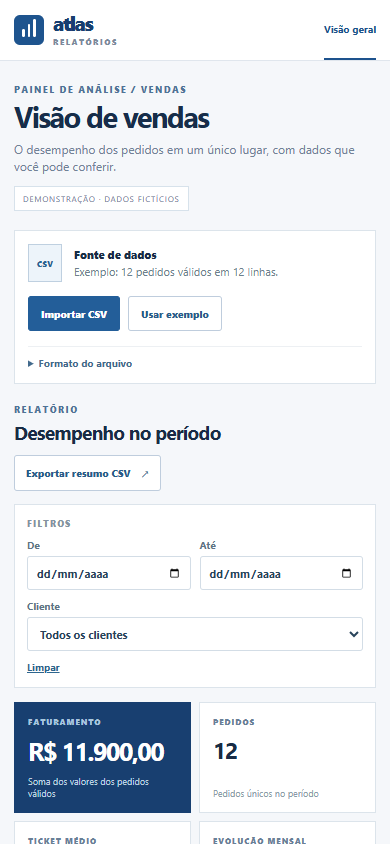 atlas
RELATÓRIOS
Visão geral
PAINEL DE ANÁLISE / VENDAS
Visão de vendas
O desempenho dos pedidos em um único lugar, com dados que
você pode conferir.
DEMONSTRAÇÃO · DADOS FICTÍCIOS
CSV
Fonte de dados
Exemplo: 12 pedidos válidos em 12 linhas.
Importar CSV
Usar exemplo
▶ Formato do arquivo
RELATÓRIO
Desempenho no período
Exportar resumo CSV ↗
FILTROS
De
Até
dd/mm/aaaa
dd/mm/aaaa
Cliente
Todos os clientes
Limpar
FATURAMENTO
R$ 11.900,00
Soma dos valores dos pedidos
válidos
PEDIDOS
12
Pedidos únicos no período
TICKET MÉDIO
EVOLUÇÃO MENSAL